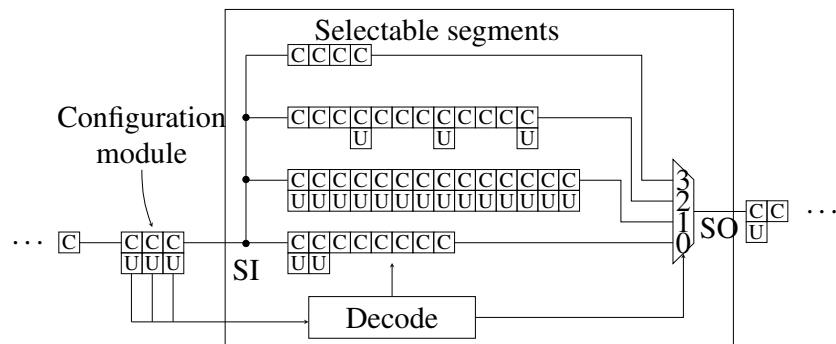 Selectable segments
C C C C
Configuration
module
C C C C C C C C C C C C
U U U
C C C C C C C C C C C C C C
U U U U U U U U U U U U U U
3
2
1
0
... C
C C C
U U U
SI
C C C C C C C C
U U
SO
C C ...
U
Decode